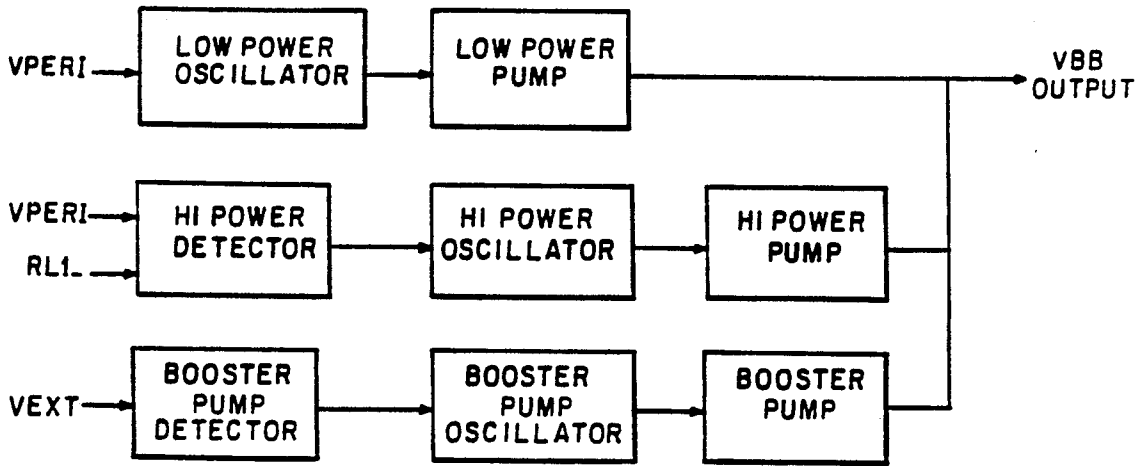 VPERI
LOW POWER
OSCILLATOR
LOW POWER
PUMP
VBB
OUTPUT
VPERI
RL1_
HI POWER
DETECTOR
HI POWER
OSCILLATOR
HI POWER
PUMP
VEXT
BOOSTER
PUMP
DETECTOR
BOOSTER
PUMP
OSCILLATOR
BOOSTER
PUMP